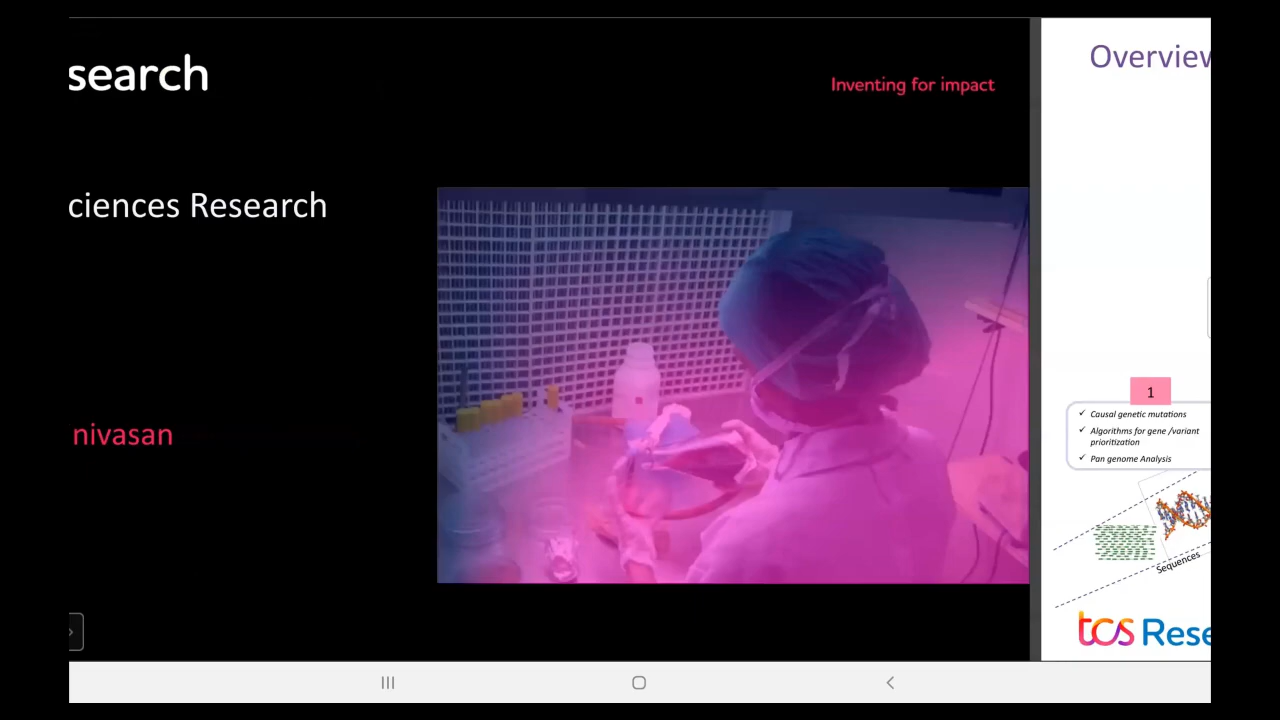 search
Inventing for impact
ciences Research
nivasan
Overview
1
✓ Causal genetic mutations
✓ Algorithms for gene /variant
prioritization
✓ Pan genome Analysis
Sequences
tcs Rese